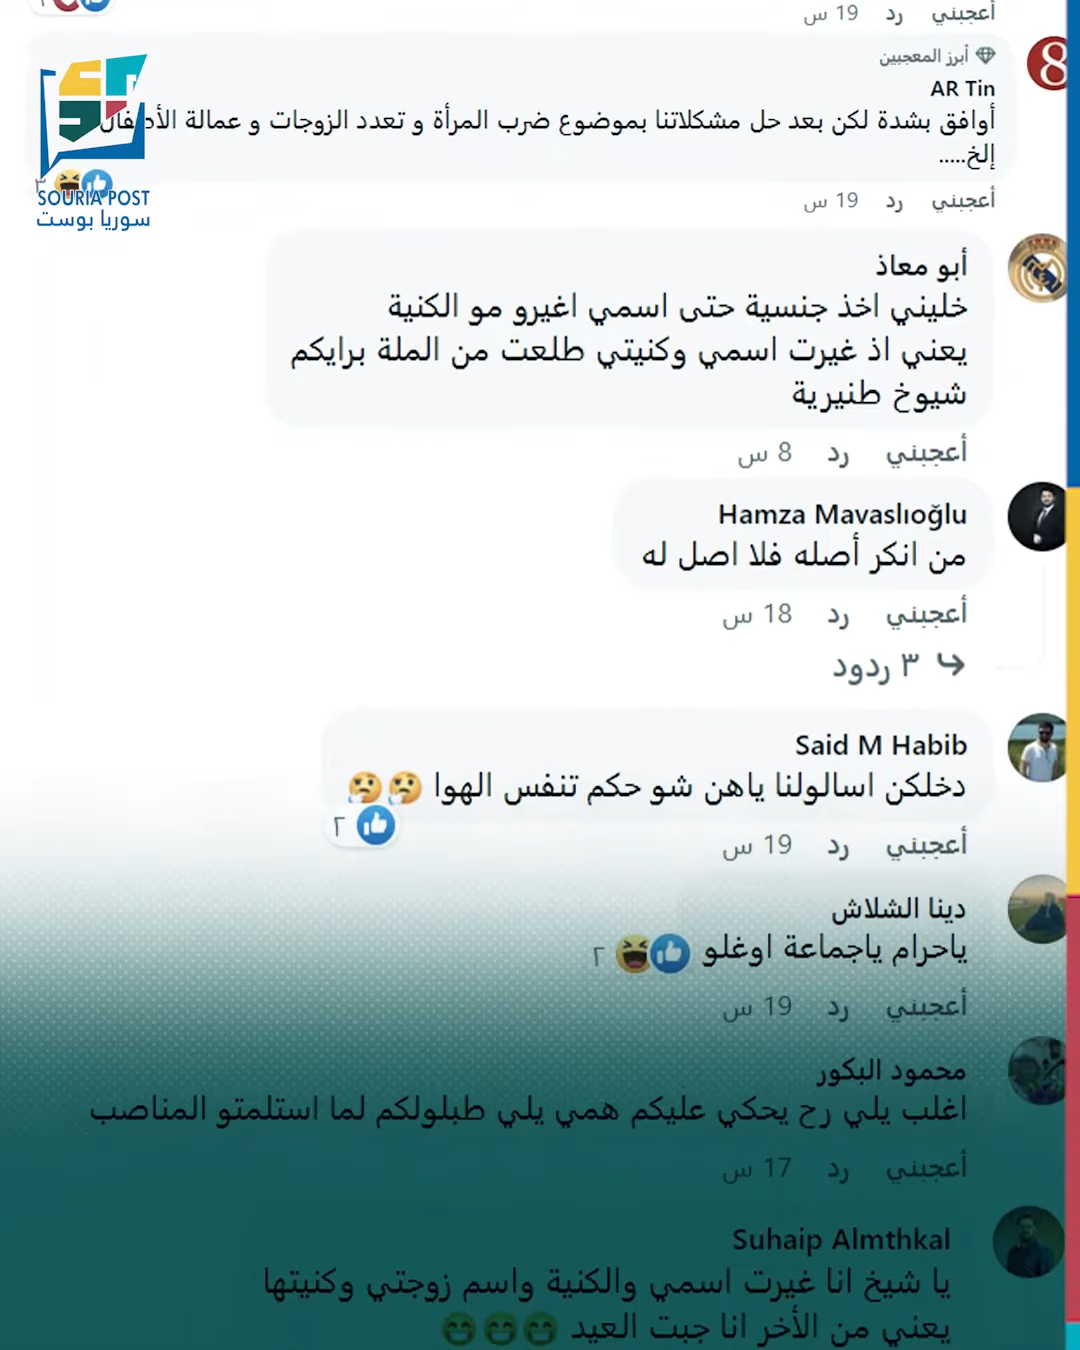 أعجبني رد 19 س
أبرز المعجبين
AR Tin
أوافق بشدة لكن بعد حل مشكلاتنا بموضوع ضرب المرأة و تعدد الزوجات و عمالة الأطفال
إلخ.....
٣
أعجبني رد 19 س
SOURIA POST
سوريا بوست
أبو معاذ
خليني اخذ جنسية حتى اسمي اغيرو مو الكنية
يعني اذ غيرت اسمي وكنيتي طلعت من الملة برايكم
شيوخ طنيرية
أعجبني رد 8 س
Hamza Mavaslıoğlu
من انكر أصله فلا اصل له
أعجبني رد 18 س
٣ ردود
Said M Habib
دخلكن اسالولنا ياهن شو حكم تنفس الهوا 🤔🤔
٢
أعجبني رد 19 س
دينا الشلاش
ياحرام ياجماعة اوغلو
٢
أعجبني رد 19 س
محمود البكور
اغلب يلي رح يحكي عليكم همي يلي طبلولكم لما استلمتو المناصب
أعجبني رد 17 س
Suhaip Almthkal
يا شيخ انا غيرت اسمي والكنية واسم زوجتي وكنيتها
يعني من الأخر انا جبت العيد 😁😁😁